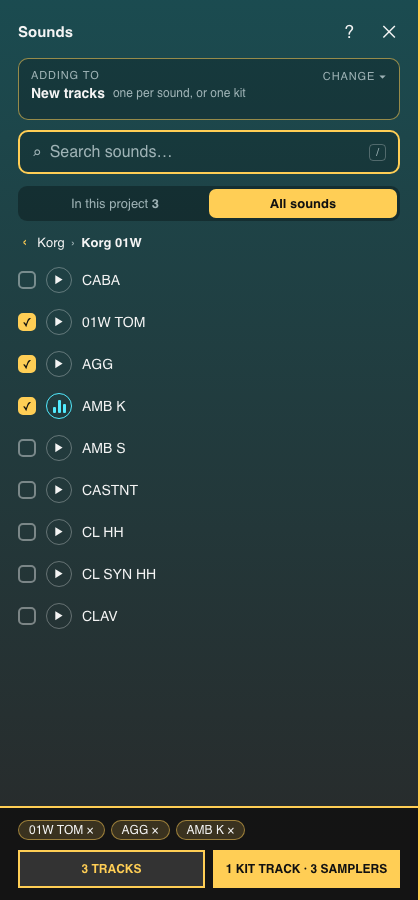 Sounds ?
ADDING TO CHANGE
New tracks one per sound, or one kit
Search sounds… /
In this project 3 All sounds
‹ Korg › Korg 01W
CABA
01W TOM
AGG
AMB K
AMB S
CASTNT
CL HH
CL SYN HH
CLAV
01W TOM × AGG × AMB K ×
3 TRACKS 1 KIT TRACK · 3 SAMPLERS